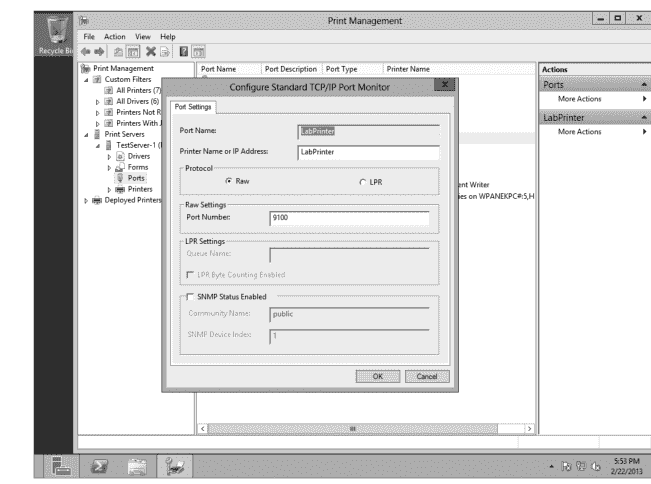 Print Management
Recycle Bi
File Action View Help
Print Management
Custom Filters
All Printers (7)
All Drivers (6)
Printers Not R
Printers With J
Print Servers
TestServer-1 (
Drivers
Forms
Ports
Printers
Deployed Printers
Port Name Port Description Port Type Printer Name
ent Writer
ies on WPANEKPC#:5,H
Configure Standard TCP/IP Port Monitor
Port Settings
Port Name: LabPrinter
Printer Name or IP Address: LabPrinter
Protocol
Raw LPR
Raw Settings
Port Number: 9100
LPR Settings
Queue Name:
LPR Byte Counting Enabled
SNMP Status Enabled
Community Name: public
SNMP Device Index: 1
OK Cancel
Actions
Ports
More Actions
LabPrinter
More Actions
5:53 PM
2/22/2013